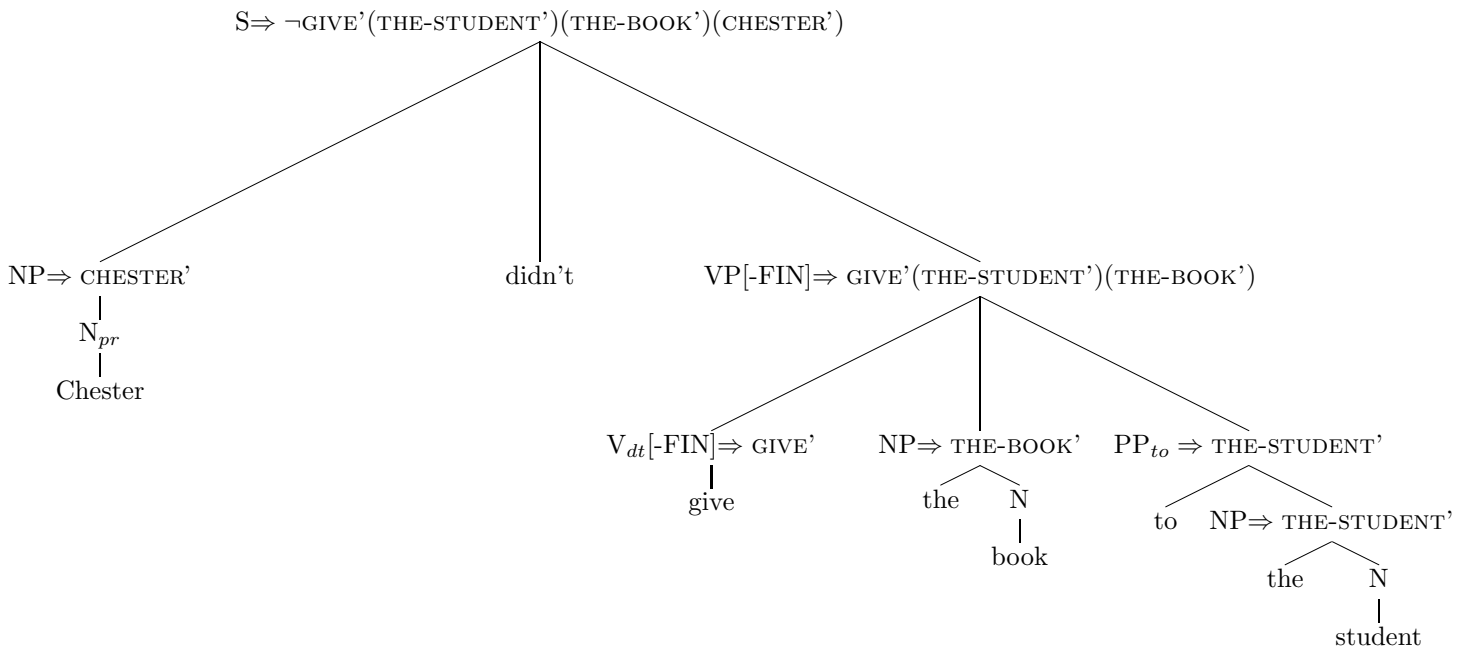 S⇒ ¬GIVE'(THE-STUDENT')(THE-BOOK')(CHESTER')
NP⇒ CHESTER' didn't VP[-FIN]⇒ GIVE'(THE-STUDENT')(THE-BOOK')
N_pr
Chester
V_dt[-FIN]⇒ GIVE' NP⇒ THE-BOOK' PP_to ⇒ THE-STUDENT'
give the N to NP⇒ THE-STUDENT'
book the N
student